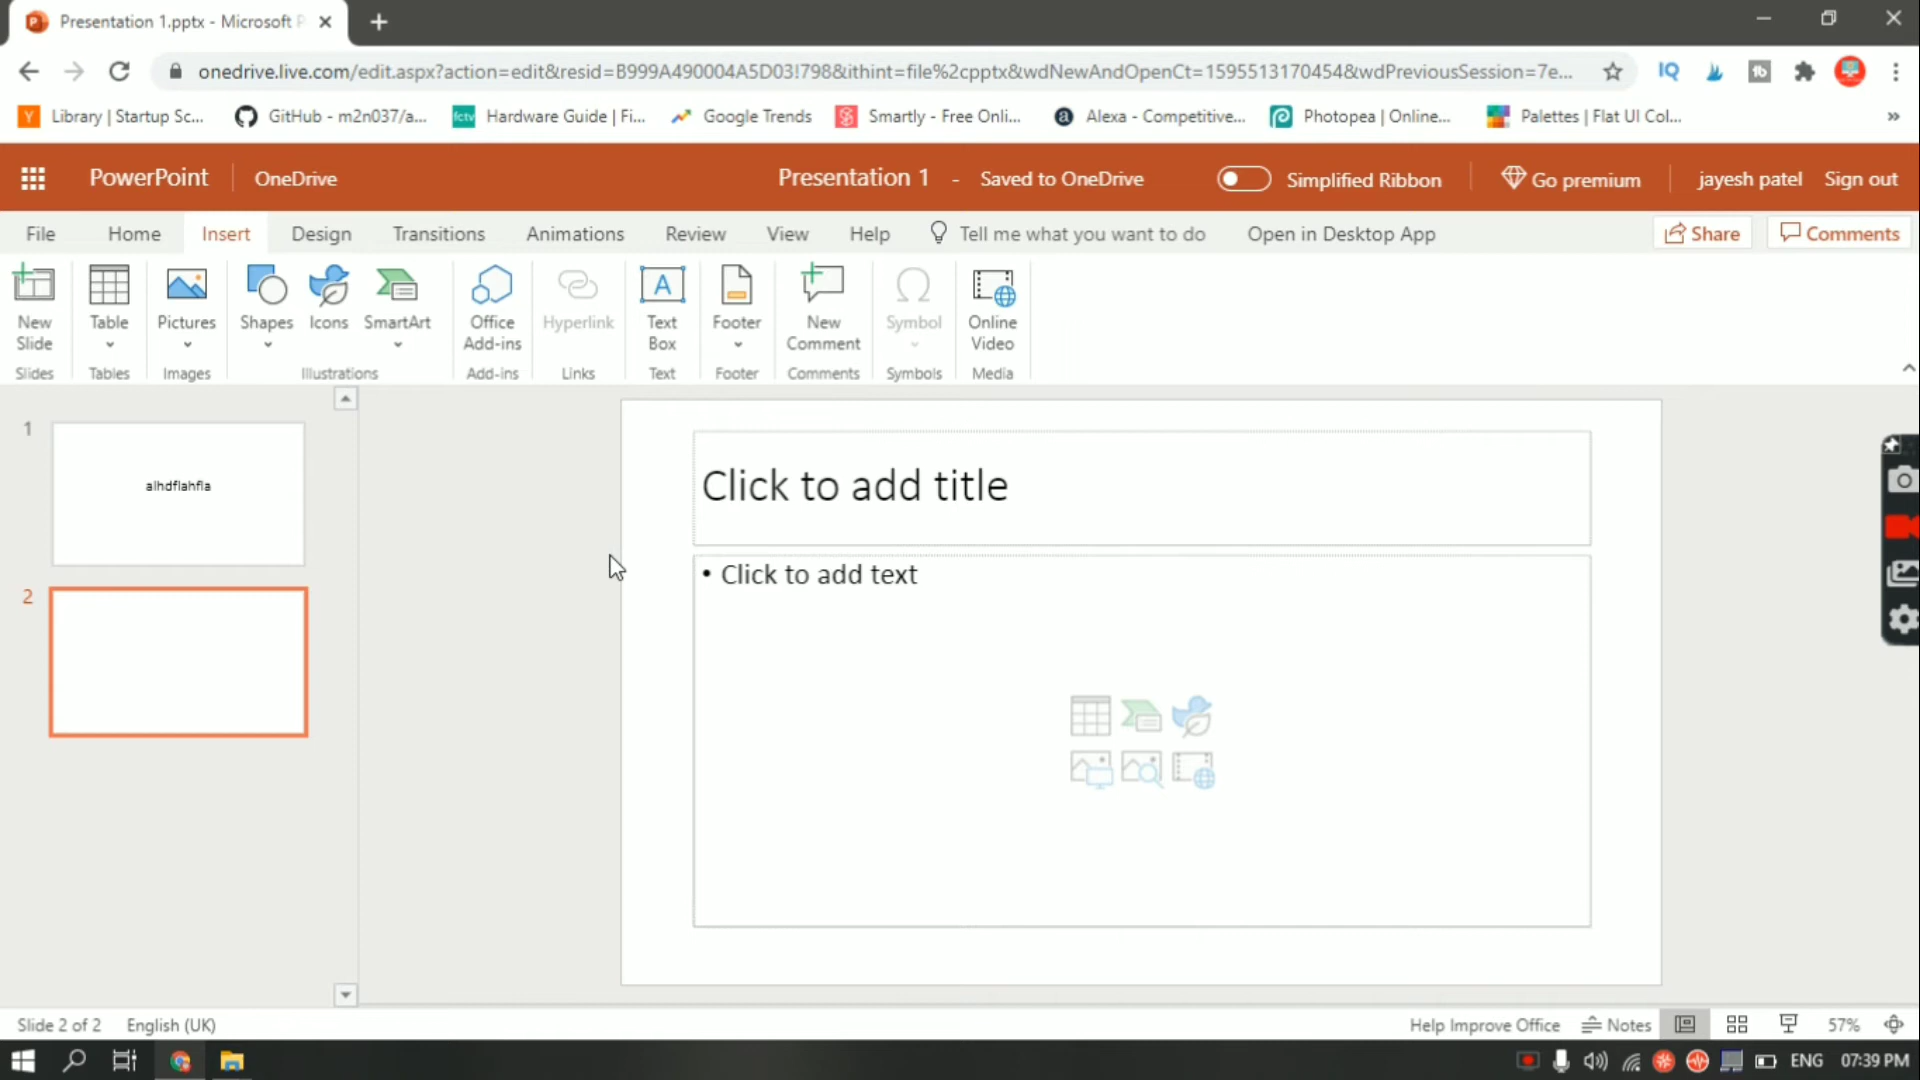 Presentation 1.pptx - Microsoft P
onedrive.live.com/edit.aspx?action=edit&resid=B999A490004A5D03!798&ithint=file%2cpptx&wdNewAndOpenCt=1595513170454&wdPreviousSession=7e...
IQ
Library | Startup Sc... GitHub - m2n037/a... fctv Hardware Guide | Fi... Google Trends Smartly - Free Onli... Alexa - Competitive... Photopea | Online... Palettes | Flat UI Col... »
PowerPoint OneDrive Presentation 1 - Saved to OneDrive Simplified Ribbon Go premium jayesh patel Sign out
File Home Insert Design Transitions Animations Review View Help Tell me what you want to do Open in Desktop App Share Comments
New Slide Table Pictures Shapes Icons SmartArt Office Add-ins Hyperlink Text Box Footer New Comment Symbol Online Video
Slides Tables Images Illustrations Add-ins Links Text Footer Comments Symbols Media
1
alhdflahfla
2
Click to add title
• Click to add text
Slide 2 of 2 English (UK) Help Improve Office Notes 57%
ENG 07:39 PM